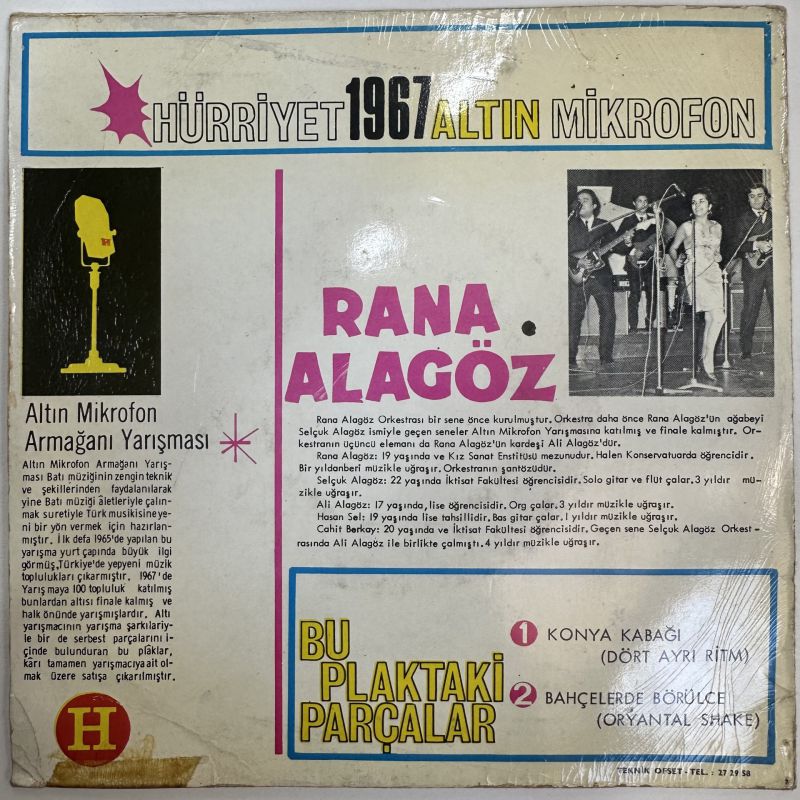 HÜRRİYET 1967 ALTIN MİKROFON
H
Altın Mikrofon
Armağanı Yarışması
Altın Mikrofon Armağanı Yarış-
ması Batı müziğinin zengin teknik
ve şekillerinden faydalanılarak
yine Batı müziği âletleriyle çalın-
mak suretiyle Türk musikisine ye-
ni bir yön vermek için hazırlan-
mıştır. İlk defa 1965'de yapılan bu
yarışma yurt çapında büyük ilgi
görmüş, Türkiye'de yepyeni müzik
toplulukları çıkarmıştır. 1967'de
Yarışmaya 100 topluluk katılmış
bunlardan altısı finale kalmış ve
halk önünde yarışmışlardır. Altı
yarışmacının yarışma şarkılariy-
le bir de serbest parçalarını i-
çinde bulunduran bu plâklar,
kârı tamamen yarışmacıya ait ol-
mak üzere satışa çıkarılmıştır.
H
RANA
ALAGÖZ
Rana Alagöz Orkestrası bir sene önce kurulmuştur. Orkestra daha önce Rana Alagöz'ün ağabeyi
Selçuk Alagöz ismiyle geçen seneler Altın Mikrofon Yarışmasına katılmış ve finale kalmıştır. Or-
kestranın üçüncü elemanı da Rana Alagöz'ün kardeşi Ali Alagöz'dür.
Rana Alagöz: 19 yaşında ve Kız Sanat Enstitüsü mezunudur. Halen Konservatuarda öğrencidir.
Bir yıldanberi müzikle uğraşır. Orkestranın şantözüdür.
Selçuk Alagöz: 22 yaşında İktisat Fakültesi öğrencisidir. Solo gitar ve flüt çalar. 3 yıldır mü-
zikle uğraşır.
Ali Alagöz: 17 yaşında, lise öğrencisidir. Org çalar. 3 yıldır müzikle uğraşır.
Hasan Sel: 19 yaşında lise tahsillidir. Bas gitar çalar. 1 yıldır müzikle uğraşır.
Cahit Berkay: 20 yaşında ve İktisat Fakültesi öğrencisidir. Geçen sene Selçuk Alagöz Orkest-
rasında Ali Alagöz ile birlikte çalmıştı. 4 yıldır müzikle uğraşır.
BU
PLAKTAKİ
PARÇALAR
1 KONYA KABAĞI
(DÖRT AYRI RİTM)
2 BAHÇELERDE BÖRÜLCE
(ORYANTAL SHAKE)
TEKNİK OFSET - TEL. : 27 29 58